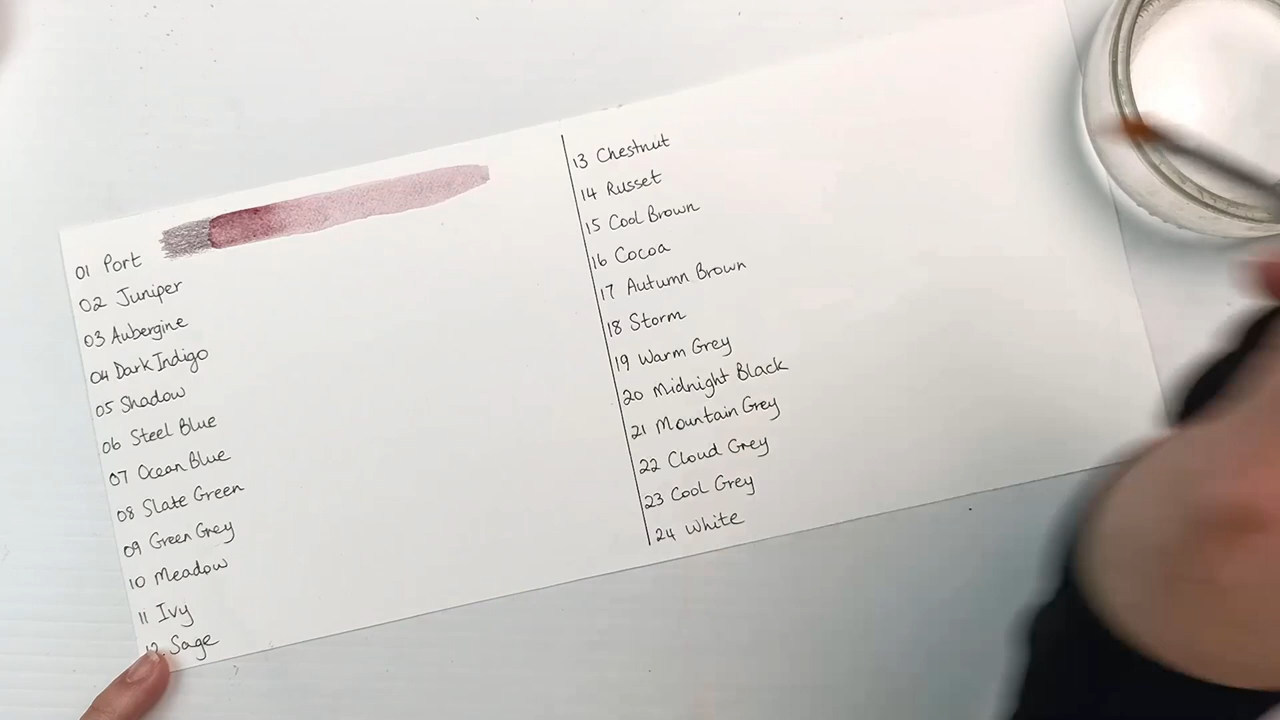 01 Port
02 Juniper
03 Aubergine
04 Dark Indigo
05 Shadow
06 Steel Blue
07 Ocean Blue
08 Slate Green
09 Green Grey
10 Meadow
11 Ivy
12 Sage
13 Chestnut
14 Russet
15 Cool Brown
16 Cocoa
17 Autumn Brown
18 Storm
19 Warm Grey
20 Midnight Black
21 Mountain Grey
22 Cloud Grey
23 Cool Grey
24 White